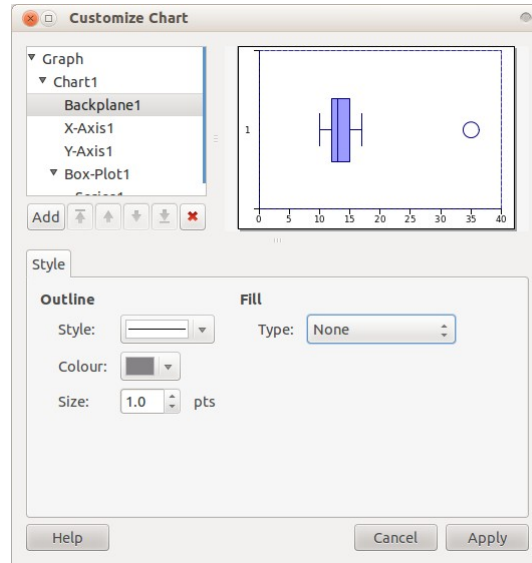 Customize Chart
Graph
Chart1
Backplane1
X-Axis1
Y-Axis1
Box-Plot1
Series1
1
0 5 10 15 20 25 30 35 40
Add
Style
Outline
Fill
Style:
Type: None
Colour:
Size: 1.0 pts
Help Cancel Apply